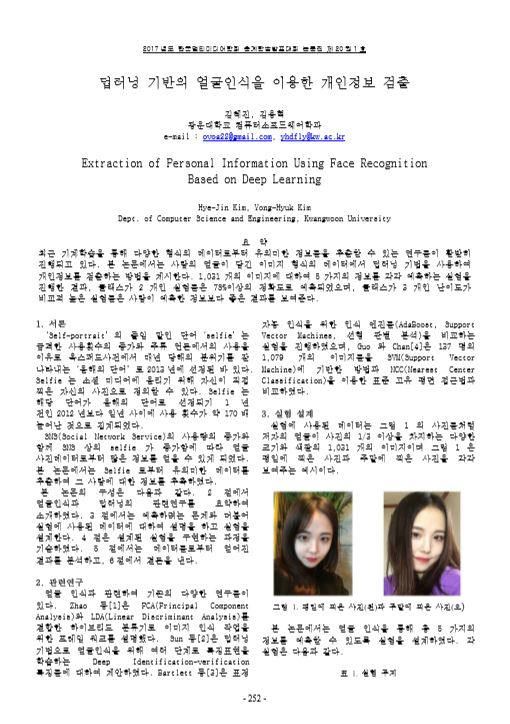 2017년도 한국멀티미디어학회 춘계학술발표대회 논문집 제20권1호
딥러닝 기반의 얼굴인식을 이용한 개인정보 검출
김혜진, 김용혁
광운대학교 컴퓨터소프트웨어학과
e-mail : ovoa22@gmail.com, yhdfly@kw.ac.kr
Extraction of Personal Information Using Face Recognition
Based on Deep Learning
Hye-Jin Kim, Yong-Hyuk Kim
Dept. of Computer Science and Engineering, Kwangwoon University
요 약
최근 기계학습을 통해 다양한 형식의 데이터로부터 유의미한 정보들을 추출할 수 있는 연구들이 활발히
진행되고 있다. 본 논문에서는 사람의 얼굴이 담긴 이미지 형식의 데이터에서 딥러닝 기법을 사용하여
개인정보를 검출하는 방법을 제시한다. 1,031 개의 이미지에 대하여 5 가지의 정보를 각각 예측하는 실험을
진행한 결과, 클래스가 2 개인 실험들은 75%이상의 정확도로 예측되었으며, 클래스가 3 개인 난이도가
비교적 높은 실험들은 사람이 예측한 정보보다 좋은 결과를 보여준다.
1. 서론
'Self-portrait' 의 줄임 말인 단어 'selfie'는
급격한 사용횟수의 증가와 주류 언론에서의 사용을
이유로 옥스퍼드사전에서 매년 당해의 분위기를 잘
나타내는 '올해의 단어' 로 2013 년에 선정된 바 있다.
Selfie 는 소셜 미디어에 올리기 위해 자신이 직접
찍은 자신의 사진으로 정의할 수 있다. Selfie 는
해당 단어가 올해의 단어로 선정되기 1 년
전인 2012 년보다 일년 사이에 사용 횟수가 약 170 배
늘어난 것으로 집계되었다.
SNS(Social Network Service)의 사용량의 증가와
함께 SNS 상의 selfie 가 증가함에 따라 얼굴
사진데이터로부터 많은 정보를 얻을 수 있게 되었다.
본 논문에서는 Selfie 로부터 유의미한 데이터를
추출하여 그 사람에 대한 정보를 추출하였다.
본 논문의 구성은 다음과 같다. 2 절에서
얼굴인식과 딥러닝의 관련연구를 요약하여
소개하였다. 3 절에서는 예측하려는 문제와 더불어
실험에 사용된 데이터에 대하여 설명을 하고 실험을
설계한다. 4 절은 설계된 실험을 구현하는 과정을
기술하였다. 5 절에서는 데이터들로부터 얻어진
결과를 분석하고, 6절에서 결론을 낸다.
2. 관련연구
얼굴 인식과 관련하여 기존의 다양한 연구들이
있다. Zhao 등[1]은 PCA(Principal Component
Analysis)와 LDA(Linear Discriminant Analysis)를
결합한 하이브리드 분류기로 이미지 인식 작업을
위한 프레임 워크를 설명했다. Sun 등[2]은 딥러닝
기법으로 얼굴인식을 위해 여러 단계로 특징표현을
학습하는 Deep Identification-verification
특징들에 대하여 제안하였다. Bartlett 등[3]은 표정
자동 인식을 위한 인식 엔진들(AdaBoost, Support
Vector Machines, 선형 판별 분석)을 비교하는
실험을 진행하였으며, Guo 와 Chan[4]은 137 명의
1,079 개의 이미지들을 SVM(Support Vector
Machine)에 기반한 방법과 NCC(Nearest Center
Classification)을 이용한 표준 고유 평면 접근법과
비교하였다.
3. 실험 설계
실험에 사용된 데이터는 그림 1 의 사진들처럼
저자의 얼굴이 사진의 1/3 이상을 차지하는 다양한
크기와 색깔의 1,031 개의 이미지이며 그림 1 은
평일에 찍은 사진과 주말에 찍은 사진을 각각
보여주는 예시이다.
그림 1. 평일에 찍은 사진(왼)과 주말에 찍은 사진(오)
본 논문에서는 얼굴 인식을 통해 총 5 가지의
정보를 예측할 수 있도록 실험을 설계하였다. 각
실험은 다음과 같다.
표 1. 실험 주제
- 252 -